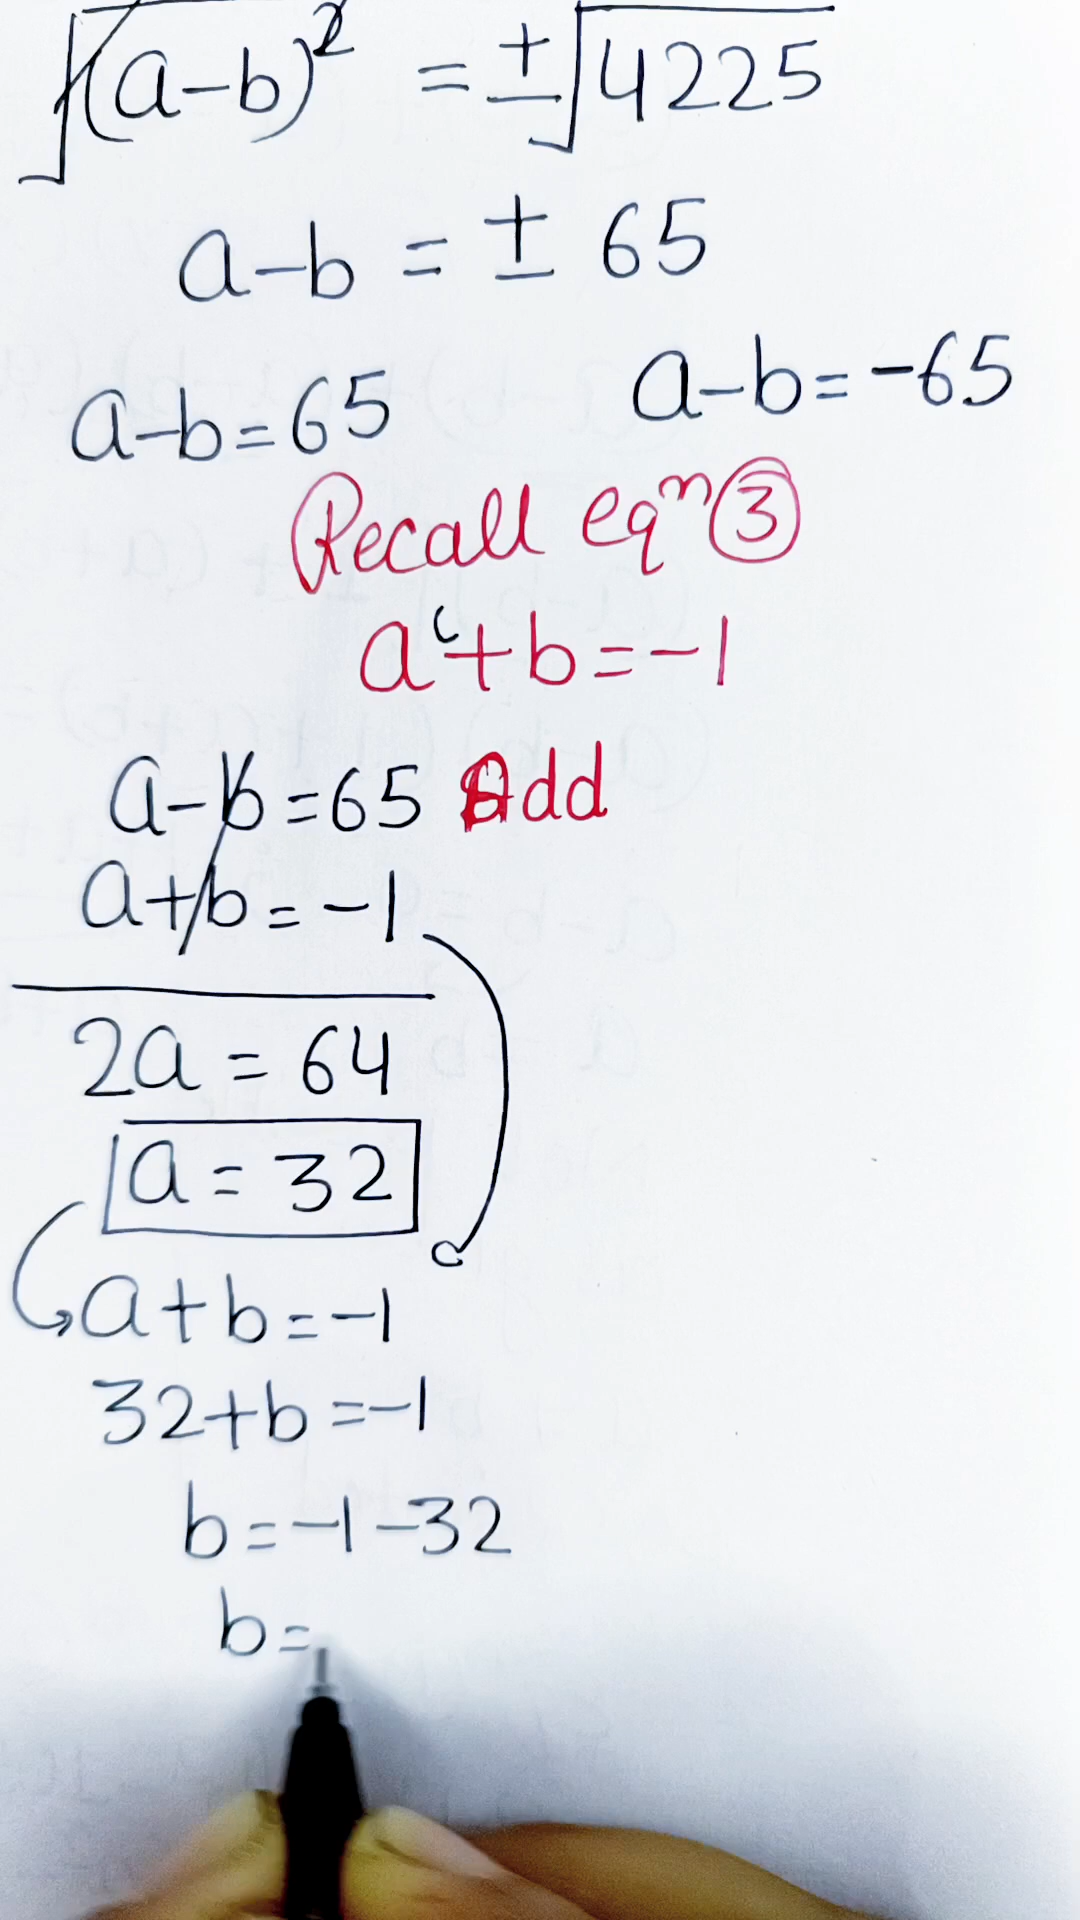 √(a-b)² = ±√4225
a-b = ± 65
a-b=65 a-b=-65
Recall eqⁿ ③
a+b=-1
a-b=65 Add
a+b=-1
2a=64
a=32
a+b=-1
32+b=-1
b=-1-32
b=